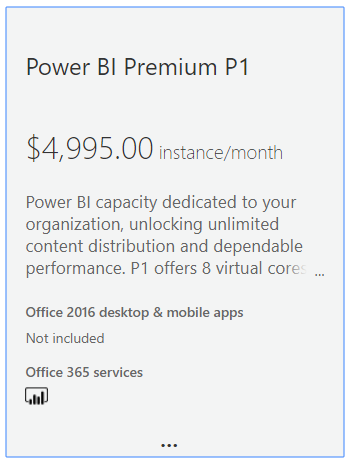 Power BI Premium P1
$4,995.00 instance/month
Power BI capacity dedicated to your
organization, unlocking unlimited
content distribution and dependable
performance. P1 offers 8 virtual cores ...
Office 2016 desktop & mobile apps
Not included
Office 365 services
...